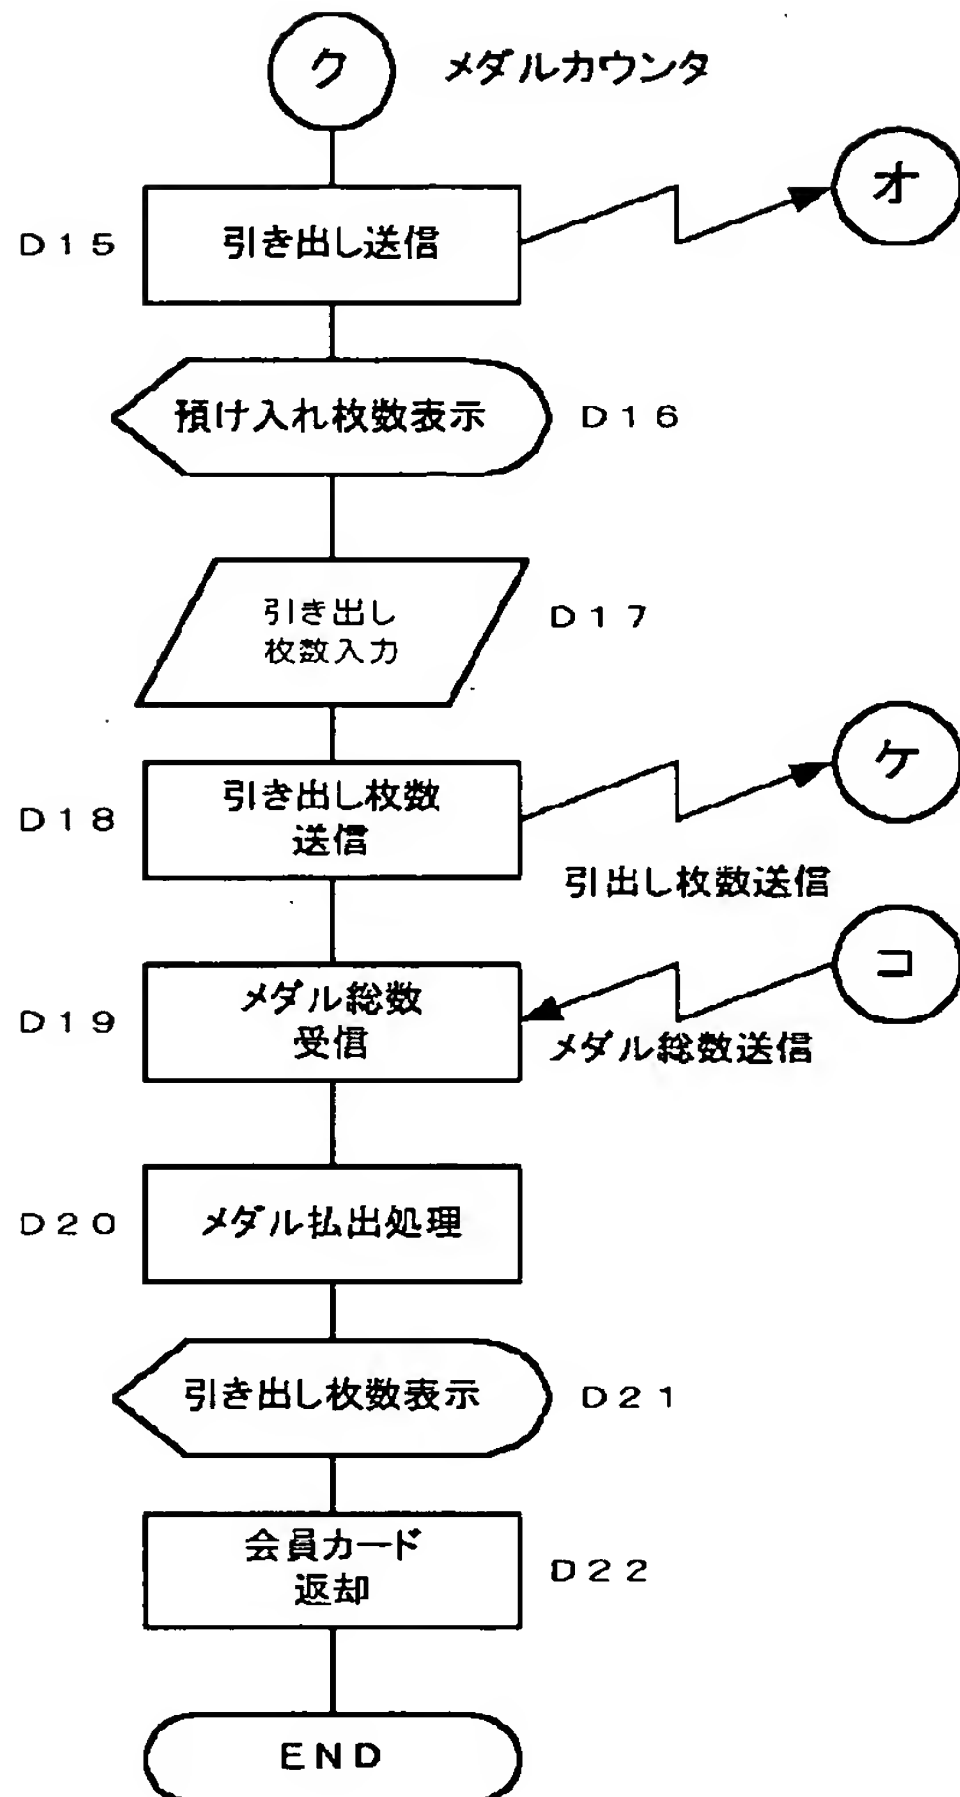 ク
メダルカウンタ
オ
D15
引き出し送信
預け入れ枚数表示
D16
引き出し
枚数入力
D17
ケ
D18
引き出し枚数
送信
引出し枚数送信
コ
D19
メダル総数
受信
メダル総数送信
D20
メダル払出処理
引き出し枚数表示
D21
会員カード
返却
D22
END